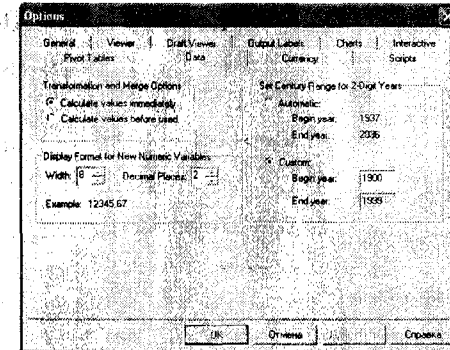 Options
General Viewer Draft Viewer Output Labels Charts Interactive
Pivot Tables Data Currency Scripts
Transformation and Merge Options
Calculate values immediately
Calculate values before used
Display Format for New Numeric Variables
Width: 8 Decimal Places: 2
Example: 12345,67
Set Century Range for 2-Digit Years
Automatic:
Begin year: 1937
End year: 2036
Custom:
Begin year: 1900
End year: 1999
OK Отмена Справка